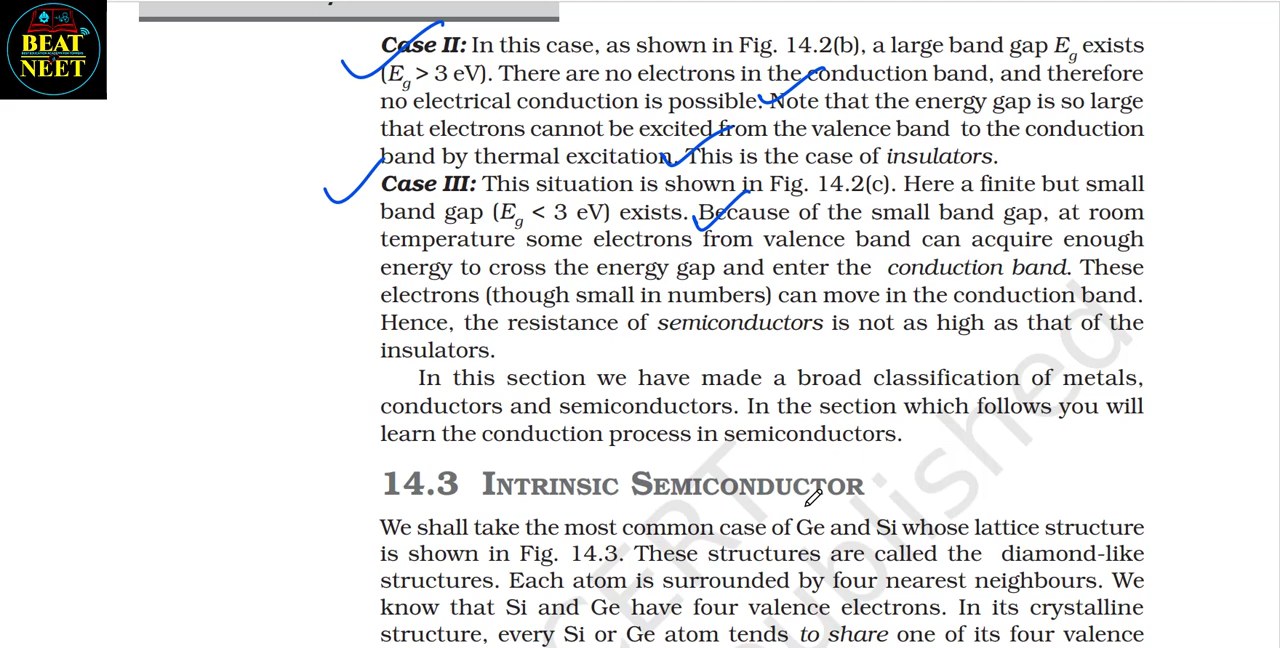 BEAT
NEET
Case II: In this case, as shown in Fig. 14.2(b), a large band gap Eg exists
(Eg > 3 eV). There are no electrons in the conduction band, and therefore
no electrical conduction is possible. Note that the energy gap is so large
that electrons cannot be excited from the valence band to the conduction
band by thermal excitation. This is the case of insulators.
Case III: This situation is shown in Fig. 14.2(c). Here a finite but small
band gap (Eg < 3 eV) exists. Because of the small band gap, at room
temperature some electrons from valence band can acquire enough
energy to cross the energy gap and enter the conduction band. These
electrons (though small in numbers) can move in the conduction band.
Hence, the resistance of semiconductors is not as high as that of the
insulators.
In this section we have made a broad classification of metals,
conductors and semiconductors. In the section which follows you will
learn the conduction process in semiconductors.
14.3 INTRINSIC SEMICONDUCTOR
We shall take the most common case of Ge and Si whose lattice structure
is shown in Fig. 14.3. These structures are called the diamond-like
structures. Each atom is surrounded by four nearest neighbours. We
know that Si and Ge have four valence electrons. In its crystalline
structure, every Si or Ge atom tends to share one of its four valence